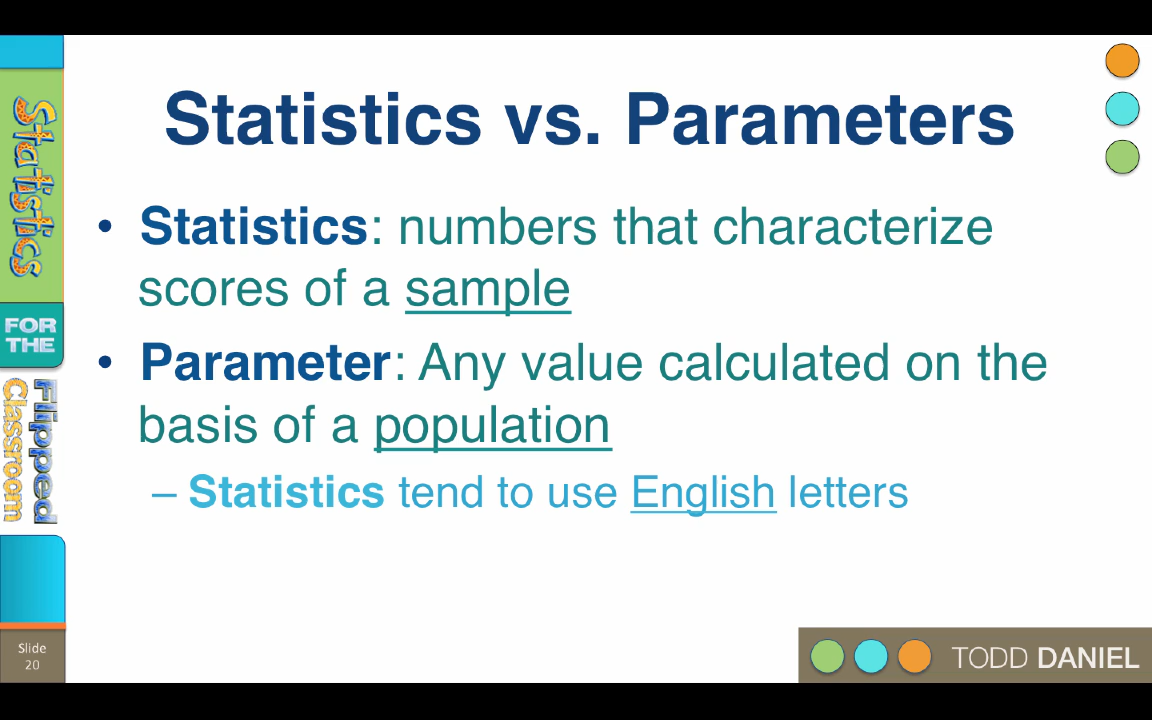 Statistics vs. Parameters
• Statistics: numbers that characterize
scores of a sample
• Parameter: Any value calculated on the
basis of a population
– Statistics tend to use English letters
Statistics
FOR THE
Flipped
Classroom
Slide
20
TODD DANIEL